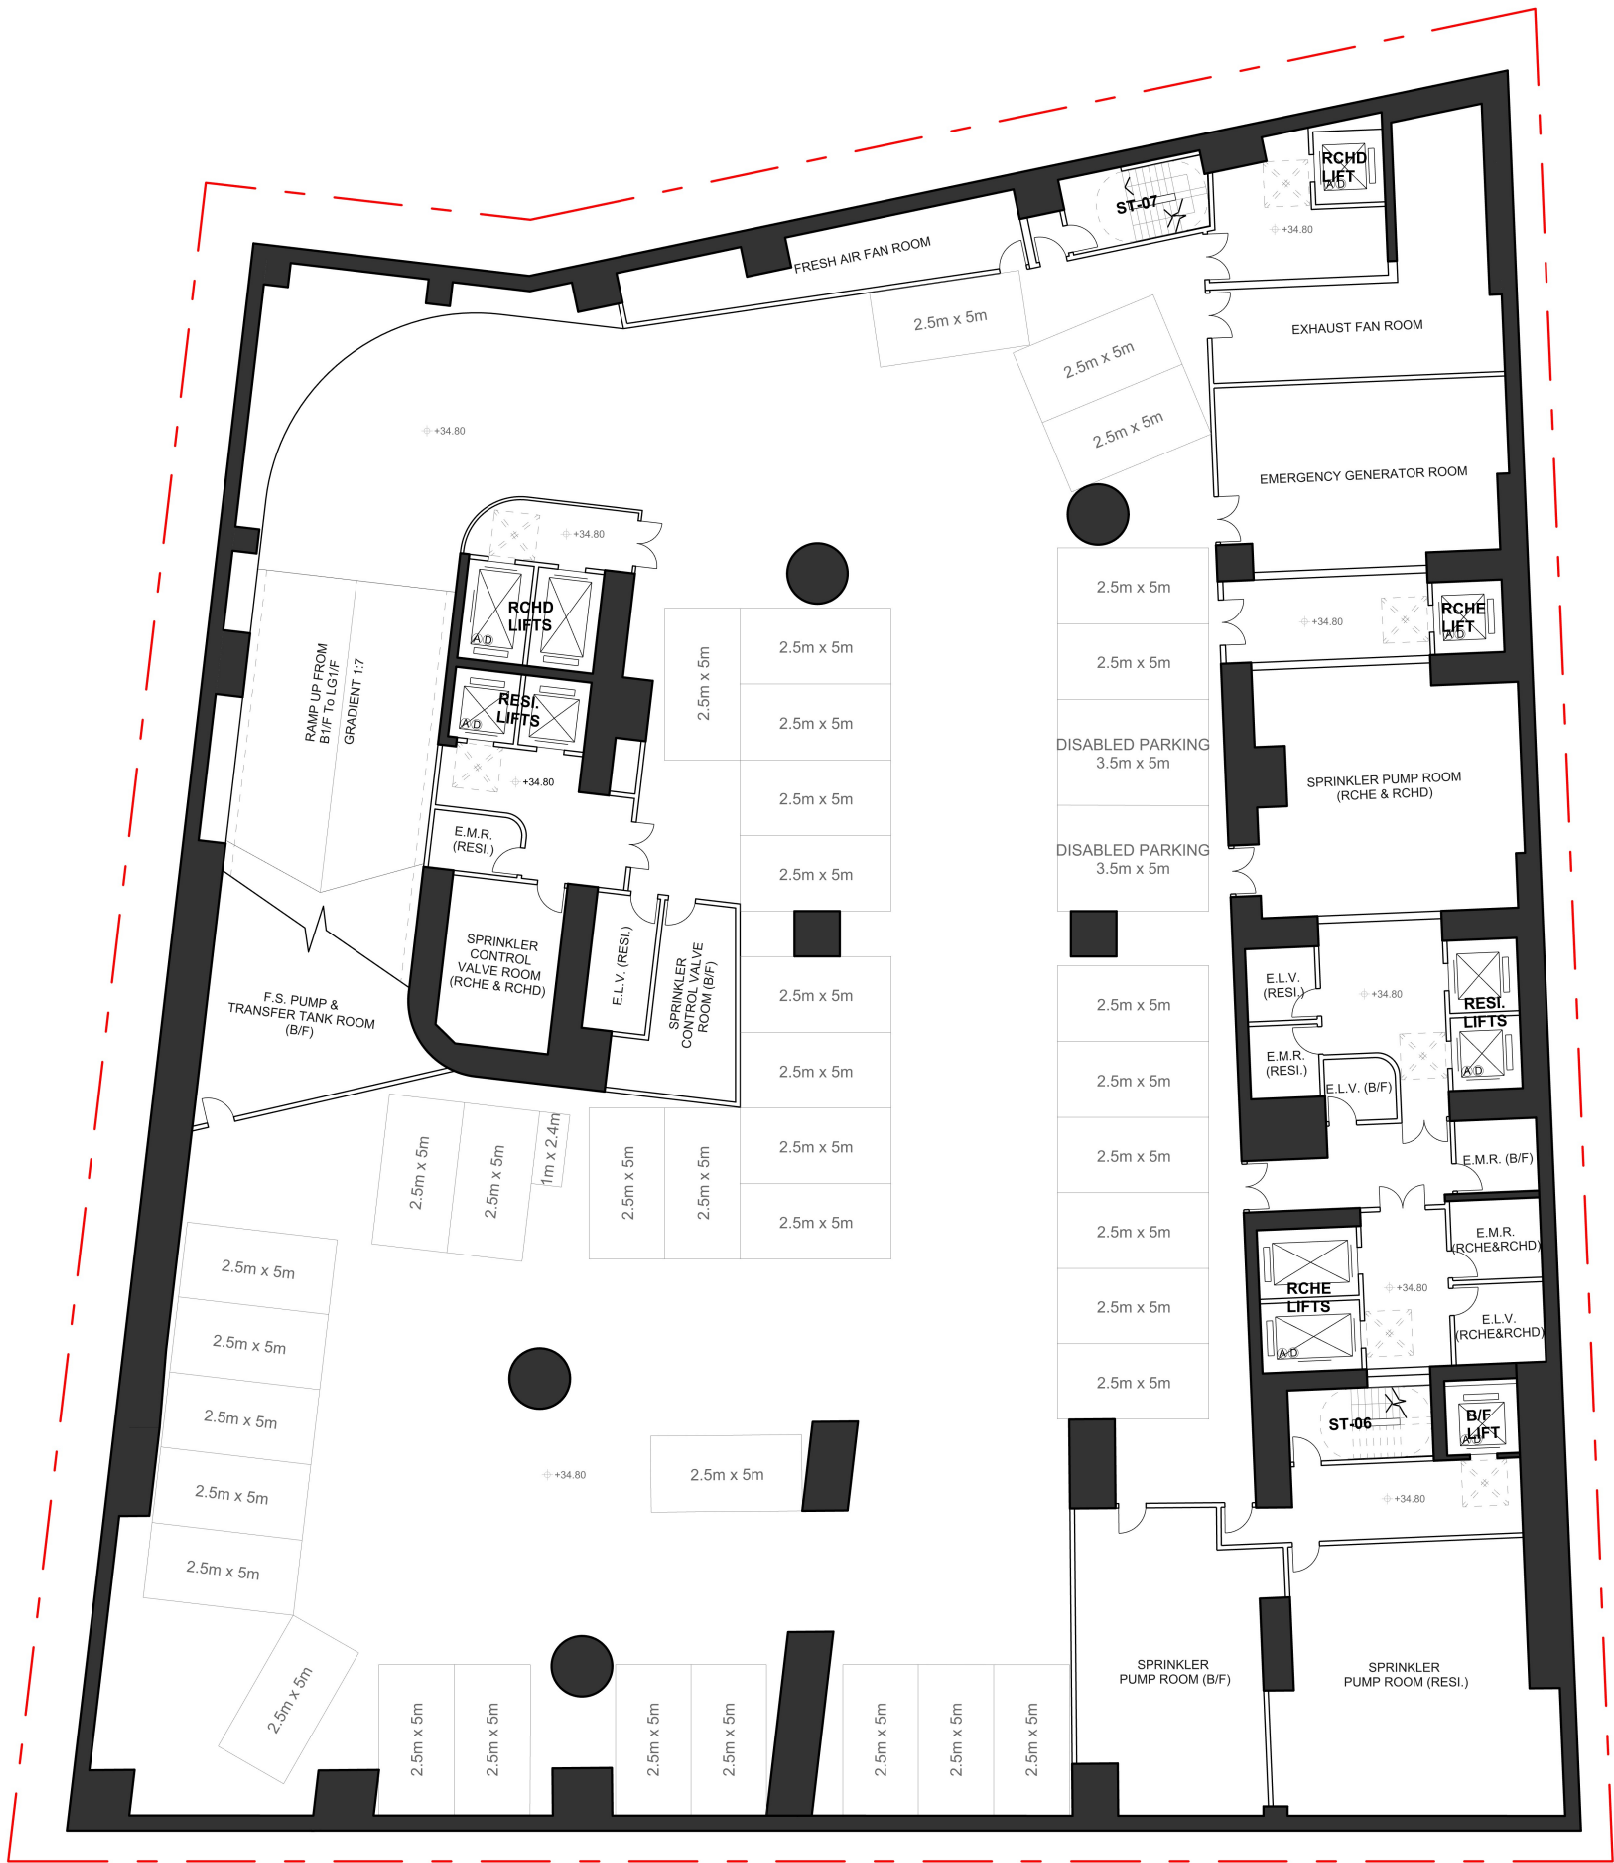 RCHD
LIFT
A/D
ST-07
+34.80
FRESH AIR FAN ROOM
2.5m x 5m
EXHAUST FAN ROOM
2.5m x 5m
2.5m x 5m
+34.80
EMERGENCY GENERATOR ROOM
+34.80
2.5m x 5m
RCHD
LIFTS
A/D
RCHE
LIFT
A/D
+34.80
2.5m x 5m
2.5m x 5m
2.5m x 5m
RAMP UP FROM
B1/F To LG1/F
GRADIENT 1:7
RESI.
LIFTS
A/D
2.5m x 5m
DISABLED PARKING
3.5m x 5m
+34.80
SPRINKLER PUMP ROOM
(RCHE & RCHD)
2.5m x 5m
E.M.R.
(RESI.)
DISABLED PARKING
3.5m x 5m
2.5m x 5m
SPRINKLER
CONTROL
VALVE ROOM
(RCHE & RCHD)
E.L.V. (RESI.)
SPRINKLER
CONTROL VALVE
ROOM (B/F)
F.S. PUMP &
TRANSFER TANK ROOM
(B/F)
2.5m x 5m
2.5m x 5m
E.L.V.
(RESI.)
+34.80
RESI.
LIFTS
A/D
E.M.R.
(RESI.)
E.L.V. (B/F)
2.5m x 5m
2.5m x 5m
2.5m x 5m
2.5m x 5m
1m x 2.4m
2.5m x 5m
2.5m x 5m
2.5m x 5m
2.5m x 5m
E.M.R. (B/F)
2.5m x 5m
2.5m x 5m
E.M.R.
(RCHE&RCHD)
2.5m x 5m
2.5m x 5m
RCHE
LIFTS
A/D
+34.80
E.L.V.
(RCHE&RCHD)
2.5m x 5m
2.5m x 5m
2.5m x 5m
ST-06
B/F
LIFT
A/D
+34.80
2.5m x 5m
+34.80
2.5m x 5m
2.5m x 5m
2.5m x 5m
SPRINKLER
PUMP ROOM (B/F)
SPRINKLER
PUMP ROOM (RESI.)
2.5m x 5m
2.5m x 5m
2.5m x 5m
2.5m x 5m
2.5m x 5m
2.5m x 5m
2.5m x 5m